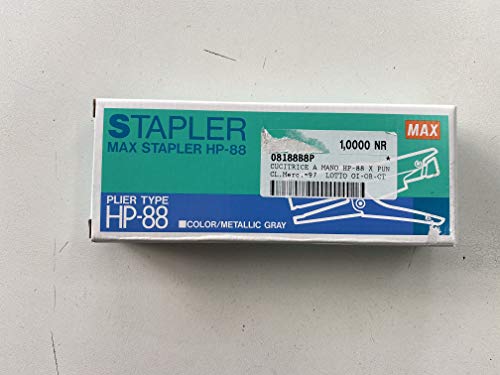 STAPLER
MAX STAPLER HP-88
MAX
1,0000 NR
0818888P *
CUCITRICE A MANO HP-88 X PUN
CL.Merc.-97 LOTTO OI-OR-CT
PLIER TYPE
HP-88
COLOR/METALLIC GRAY